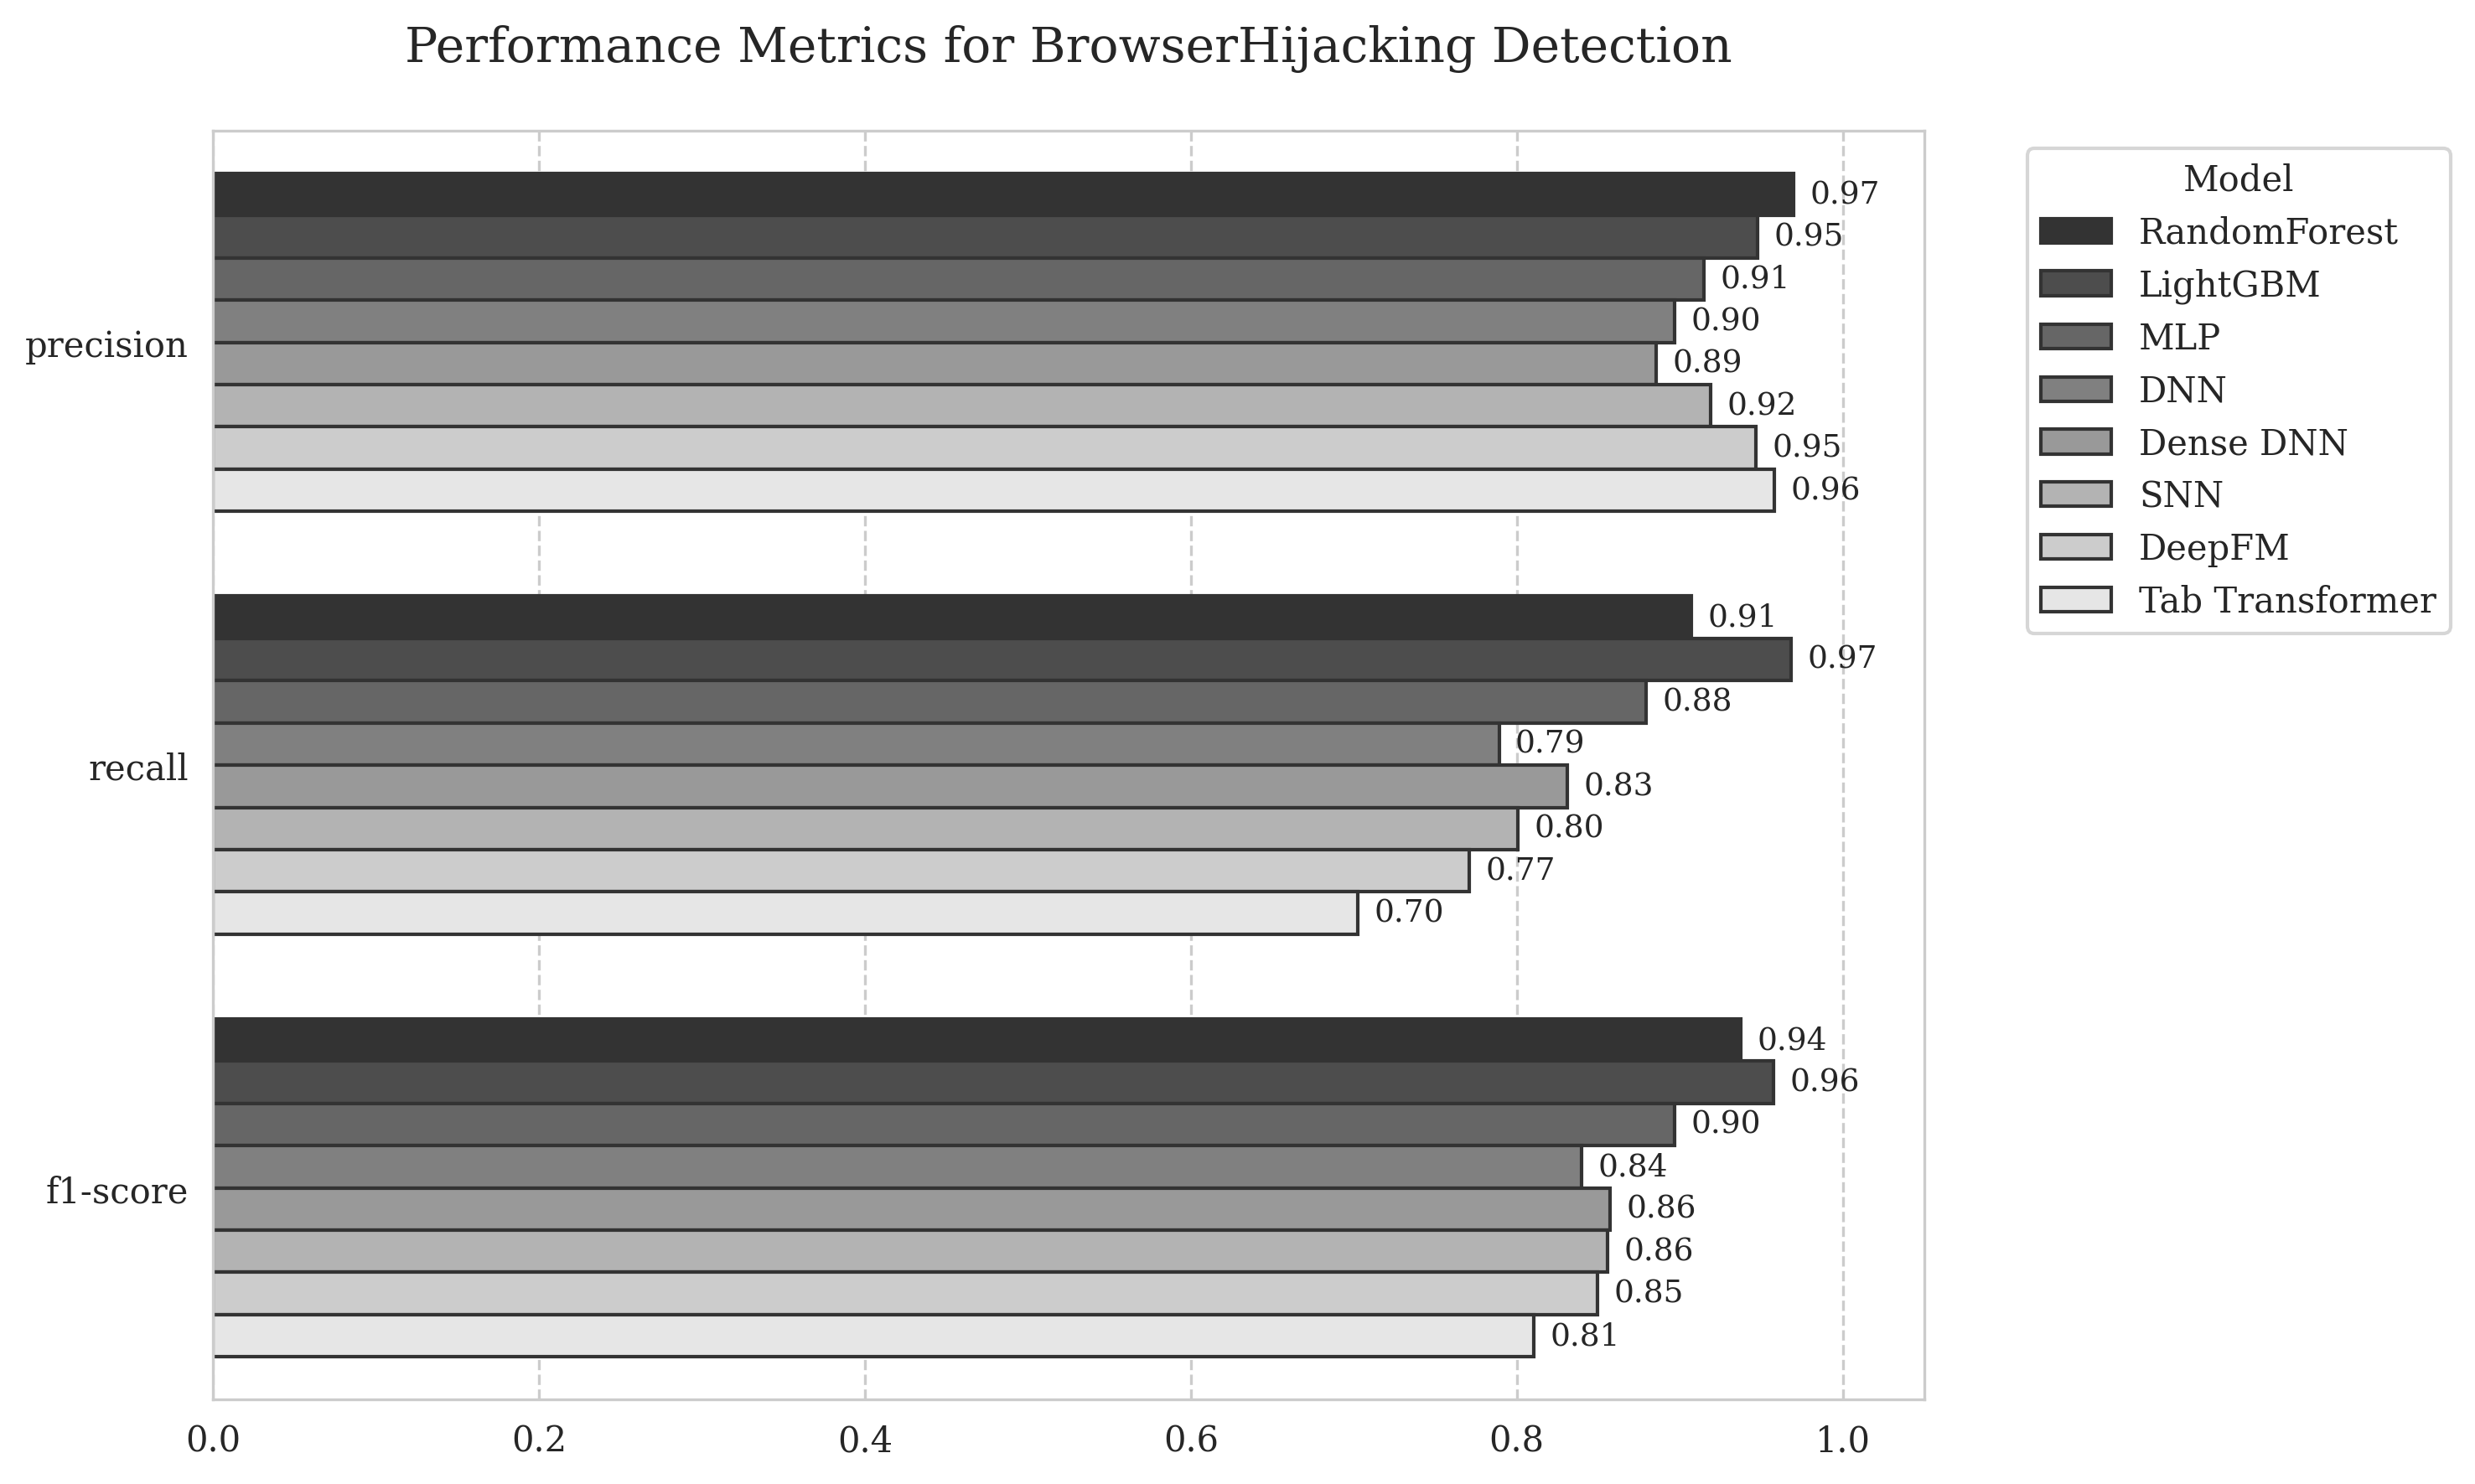 Performance Metrics for BrowserHijacking Detection
precision
0.97
0.95
0.91
0.90
0.89
0.92
0.95
0.96
recall
0.91
0.97
0.88
0.79
0.83
0.80
0.77
0.70
f1-score
0.94
0.96
0.90
0.84
0.86
0.86
0.85
0.81
0.0 0.2 0.4 0.6 0.8 1.0
Model
RandomForest
LightGBM
MLP
DNN
Dense DNN
SNN
DeepFM
Tab Transformer